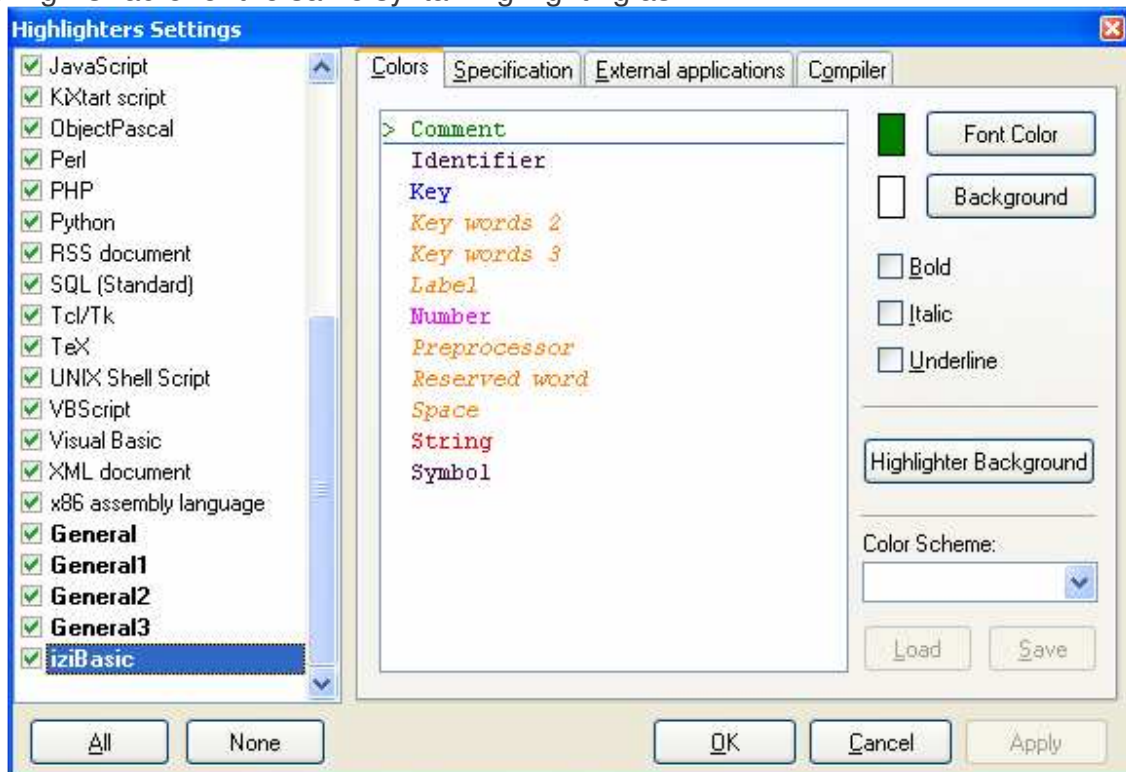 Highlighters Settings
JavaScript
KiXtart script
ObjectPascal
Perl
PHP
Python
RSS document
SQL (Standard)
Tcl/Tk
TeX
UNIX Shell Script
VBScript
Visual Basic
XML document
x86 assembly language
General
General1
General2
General3
iziBasic
All None
Colors Specification External applications Compiler
> Comment
Identifier
Key
Key words 2
Key words 3
Label
Number
Preprocessor
Reserved word
Space
String
Symbol
Font Color
Background
Bold
Italic
Underline
Highlighter Background
Color Scheme:
Load Save
OK Cancel Apply